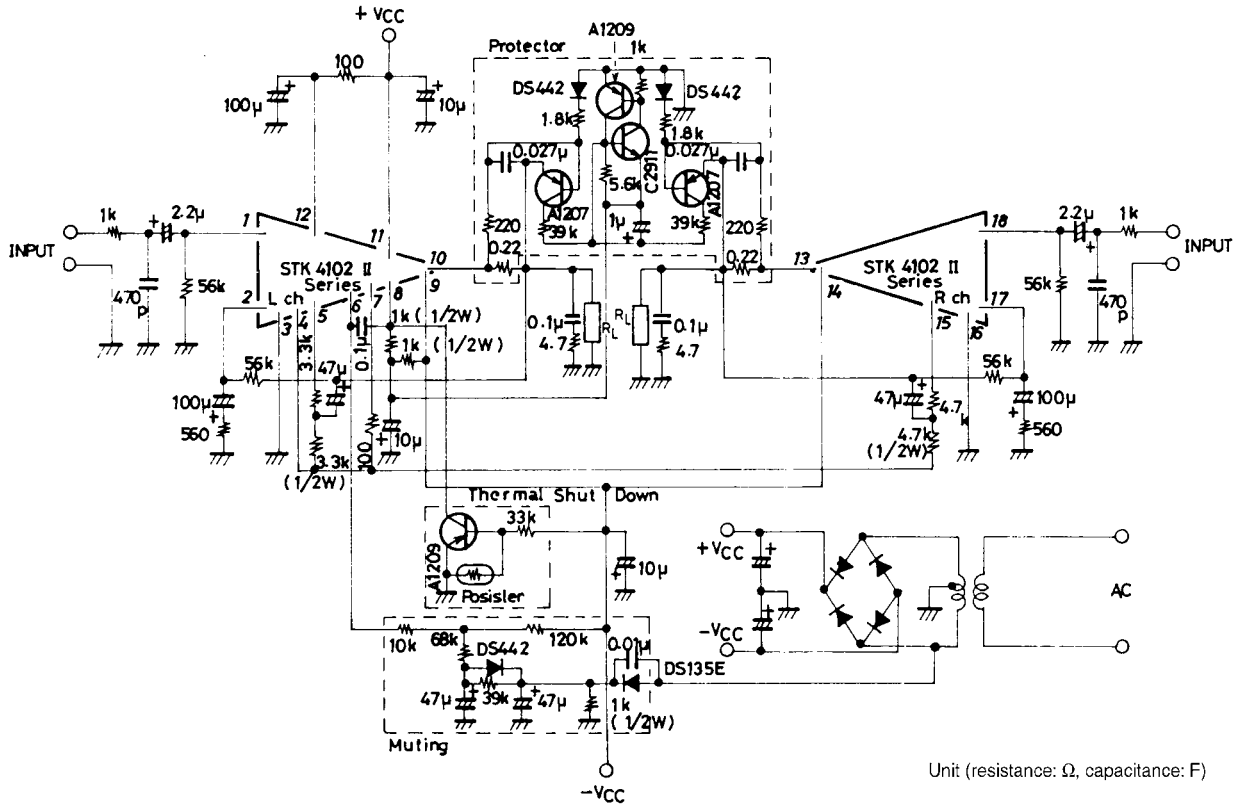 + VCC
A1209
Protector
1k
100
100µ
+
10µ
+
DS442
DS442
1.8k
1.8k
0.027µ
0.027µ
C2917
5.6k
A1207
A1207
39k
39k
1µ
+
220
220
0.22
0.22
INPUT
1k
2.2µ
+
470
p
56k
1
12
11
10
9
2
3
4
5
6
7
8
STK 4102 II
Series
L ch
13
14
18
17
15
16
STK 4102 II
Series
R ch
2.2µ
+
1k
INPUT
56k
470
p
3.3k
47µ
+
0.1µ
1k (1/2W)
1k
(1/2W)
0.1µ
4.7
RL
RL
0.1µ
4.7
56k
100µ
+
560
3.3k
(1/2W)
100
10µ
+
47µ
+
4.7
k
4.7k
(1/2W)
56k
100µ
+
560
Thermal Shut Down
33k
A1209
Posisler
10µ
+
+VCC
+
+
-VCC
AC
10k
68k
120k
DS442
0.01µ
DS135E
47µ
+
39k
+
47µ
1k
(1/2W)
Muting
-VCC
Unit (resistance: Ω, capacitance: F)